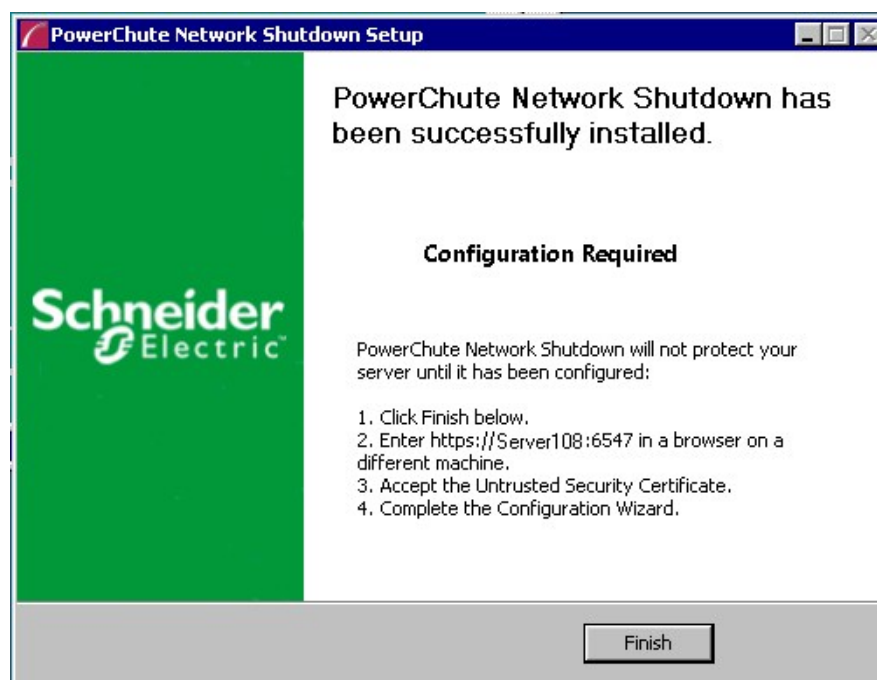 PowerChute Network Shutdown Setup
PowerChute Network Shutdown has
been successfully installed.
Configuration Required
Schneider
Electric™
PowerChute Network Shutdown will not protect your
server until it has been configured:
1. Click Finish below.
2. Enter https://Server108:6547 in a browser on a
different machine.
3. Accept the Untrusted Security Certificate.
4. Complete the Configuration Wizard.
Finish